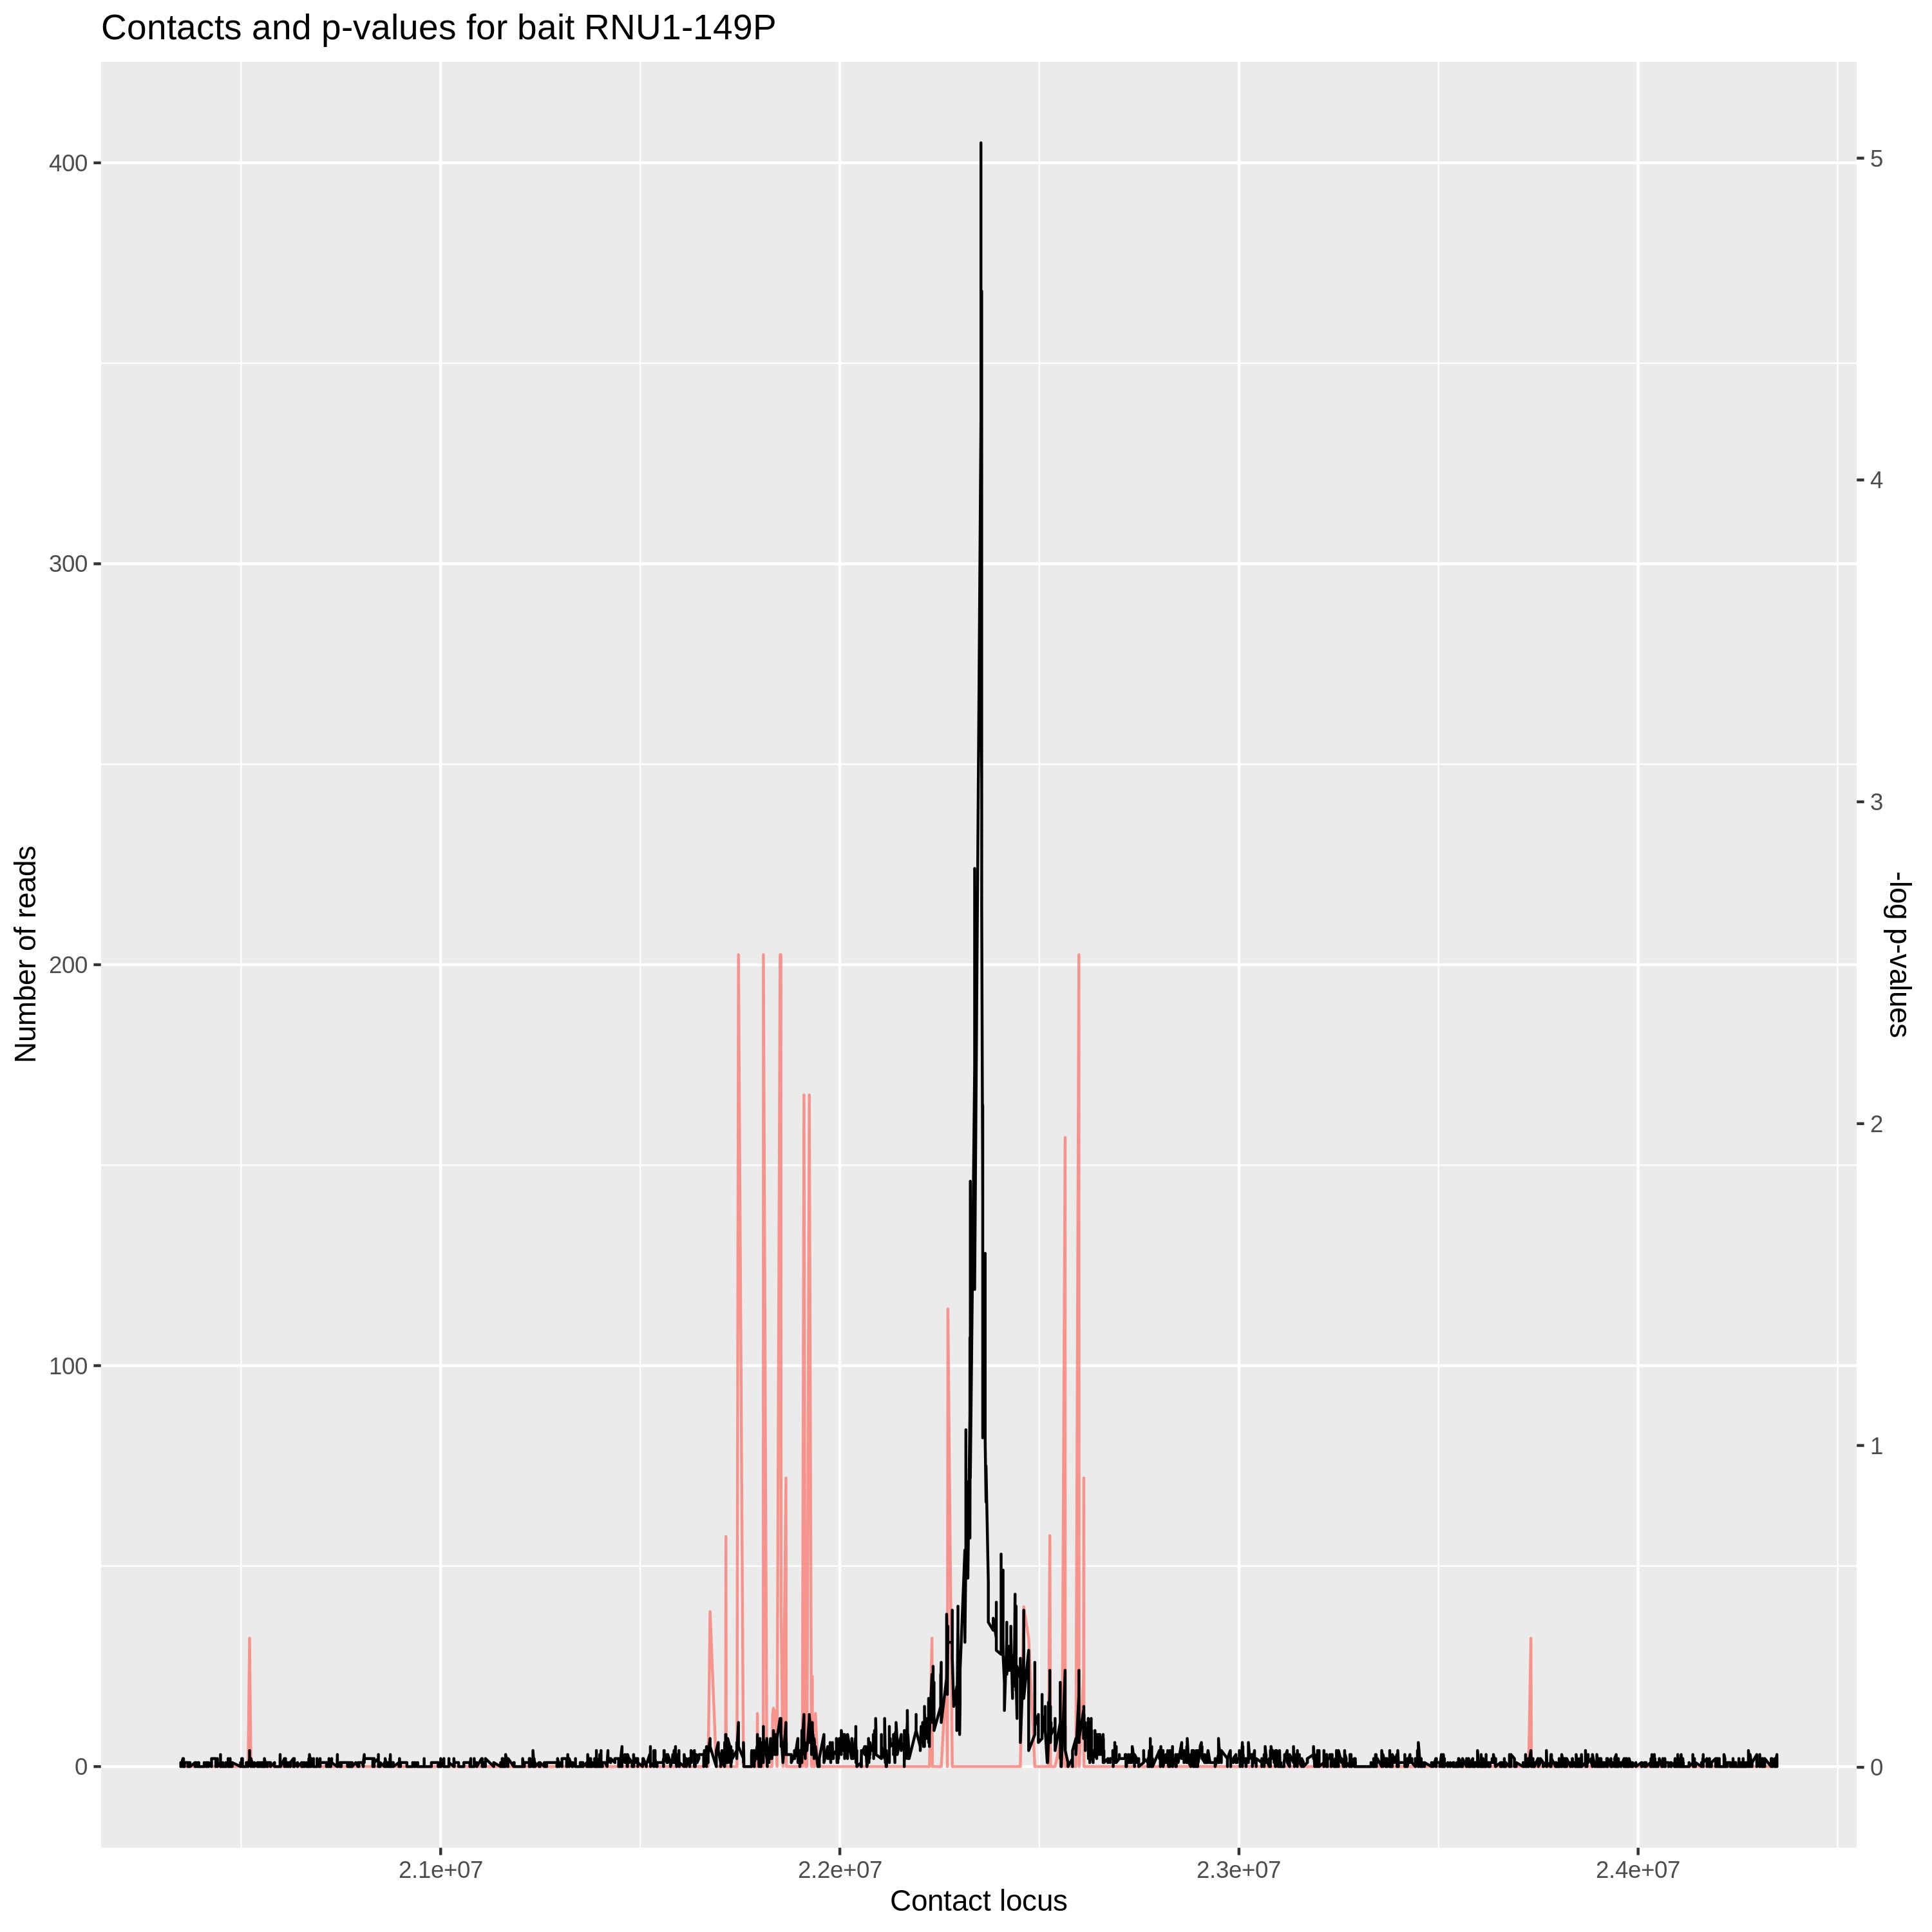 Contacts and p-values for bait RNU1-149P
400
300
200
100
0
Number of reads
5
4
3
2
1
0
-log p-values
2.1e+07
2.2e+07
2.3e+07
2.4e+07
Contact locus